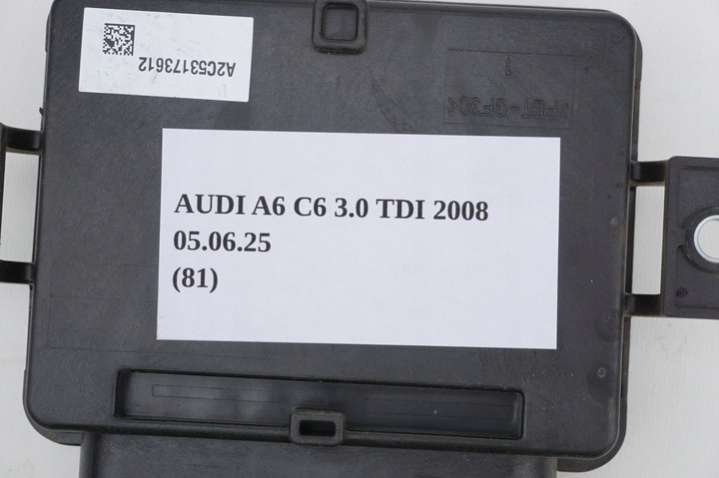 A2C53173612
AUDI A6 C6 3.0 TDI 2008
05.06.25
(81)